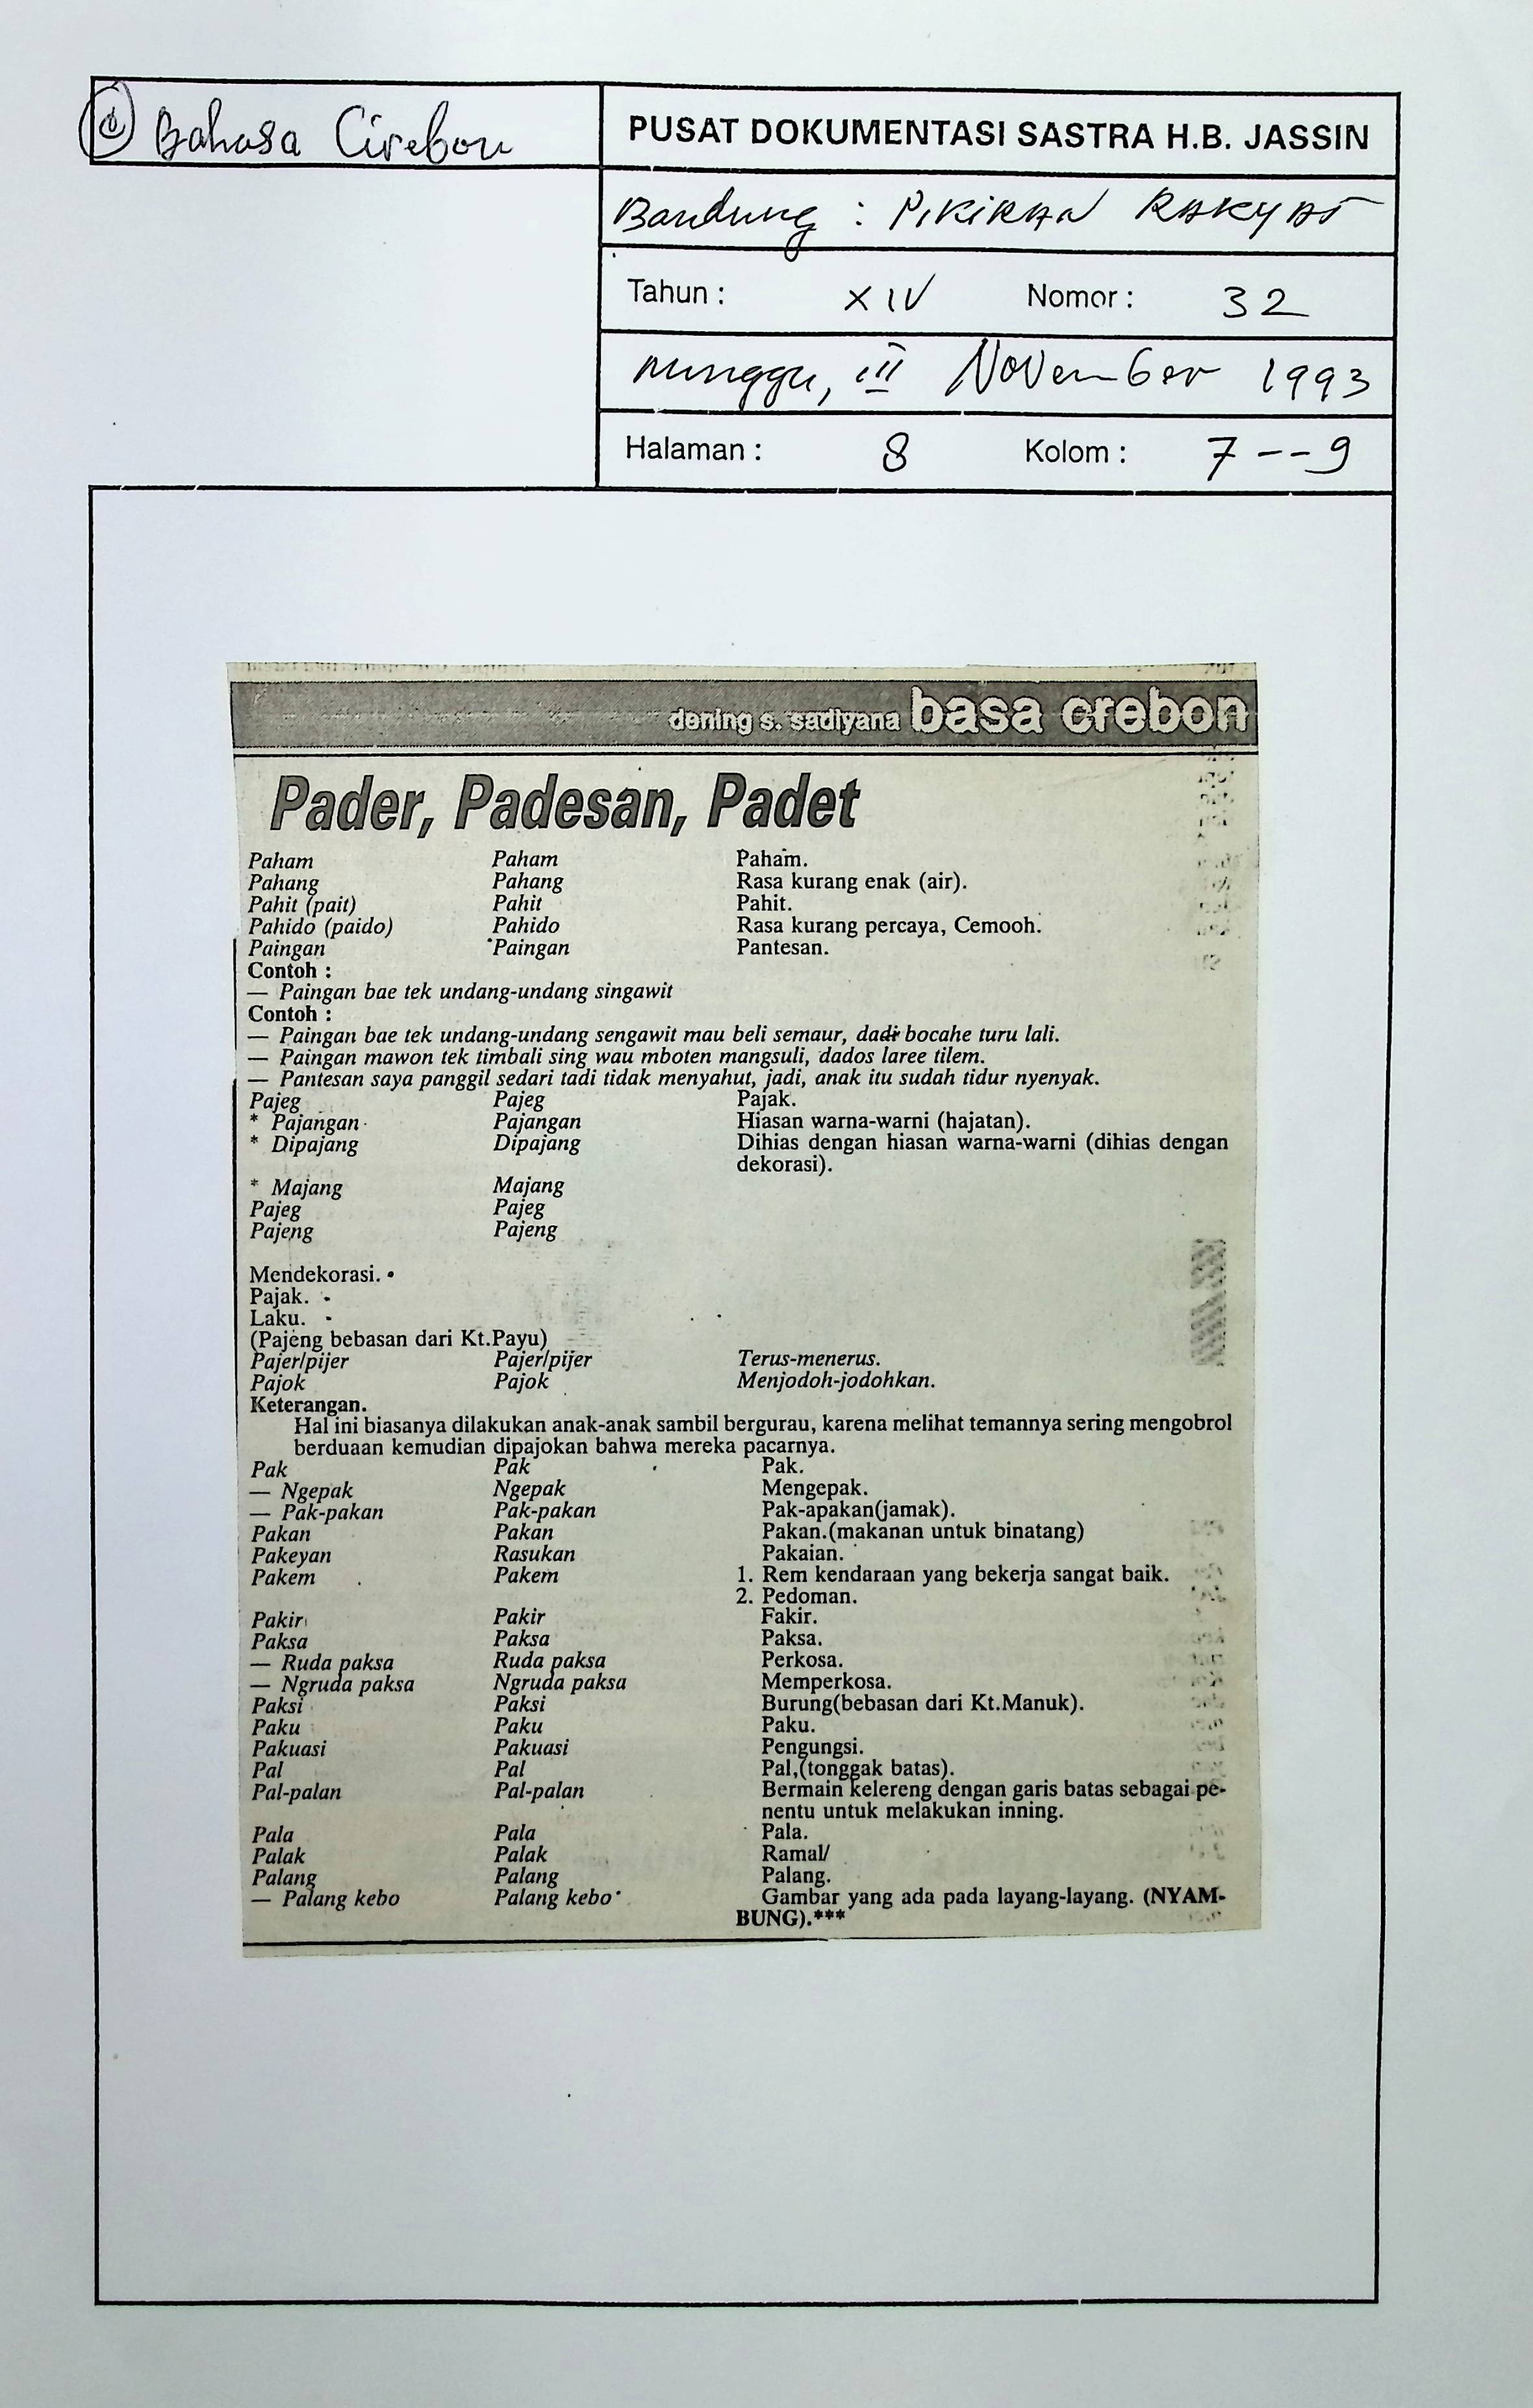 Bahasa Cirebon
PUSAT DOKUMENTASI SASTRA H.B. JASSIN
Bandung : PIKIRAN RAKYAT
Tahun : XIV Nomor : 32
Minggu, III November 1993
Halaman : 8 Kolom : 7 -- 9
dening s. sadiyana basa crebon
Pader, Padesan, Padet
Paham Paham Paham.
Pahang Pahang Rasa kurang enak (air).
Pahit (pait) Pahit Pahit.
Pahido (paido) Pahido Rasa kurang percaya, Cemooh.
Paingan Paingan Pantesan.
Contoh :
— Paingan bae tek undang-undang singawit
Contoh :
— Paingan bae tek undang-undang sengawit mau beli semaur, dadi bocahe turu lali.
— Paingan mawon tek timbali sing wau mboten mangsuli, dados laree tilem.
— Pantesan saya panggil sedari tadi tidak menyahut, jadi, anak itu sudah tidur nyenyak.
Pajeg Pajeg Pajak.
* Pajangan Pajangan Hiasan warna-warni (hajatan).
* Dipajang Dipajang Dihias dengan hiasan warna-warni (dihias dengan
dekorasi).
* Majang Majang
Pajeg Pajeg
Pajeng Pajeng
Mendekorasi.
Pajak.
Laku.
(Pajeng bebasan dari Kt.Payu)
Pajer/pijer Pajer/pijer Terus-menerus.
Pajok Pajok Menjodoh-jodohkan.
Keterangan.
Hal ini biasanya dilakukan anak-anak sambil bergurau, karena melihat temannya sering mengobrol
berduaan kemudian dipajokan bahwa mereka pacarnya.
Pak Pak Pak.
— Ngepak Ngepak Mengepak.
— Pak-pakan Pak-pakan Pak-apakan(jamak).
Pakan Pakan Pakan.(makanan untuk binatang)
Pakeyan Rasukan Pakaian.
Pakem Pakem 1. Rem kendaraan yang bekerja sangat baik.
2. Pedoman.
Pakir Pakir Fakir.
Paksa Paksa Paksa.
— Ruda paksa Ruda paksa Perkosa.
— Ngruda paksa Ngruda paksa Memperkosa.
Paksi Paksi Burung(bebasan dari Kt.Manuk).
Paku Paku Paku.
Pakuasi Pakuasi Pengungsi.
Pal Pal Pal,(tonggak batas).
Pal-palan Pal-palan Bermain kelereng dengan garis batas sebagai pe-
nentu untuk melakukan inning.
Pala Pala Pala.
Palak Palak Ramal/
Palang Palang Palang.
— Palang kebo Palang kebo Gambar yang ada pada layang-layang. (NYAM-
BUNG).***